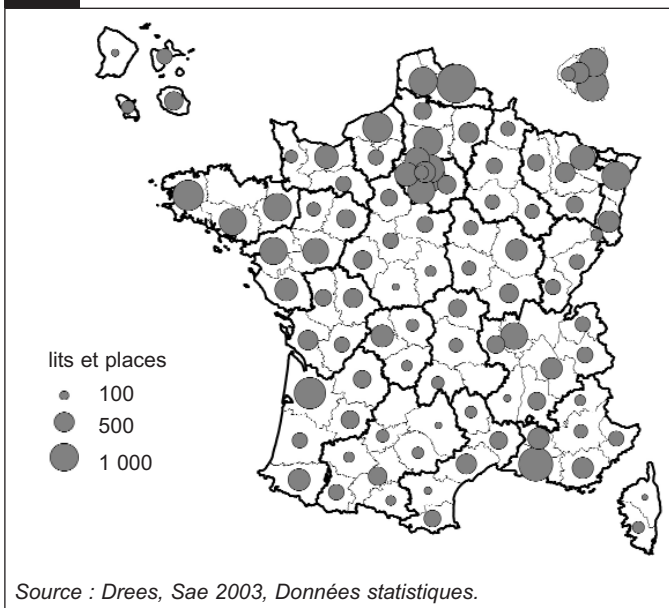 lits et places
100
500
1 000
Source : Drees, Sae 2003, Données statistiques.